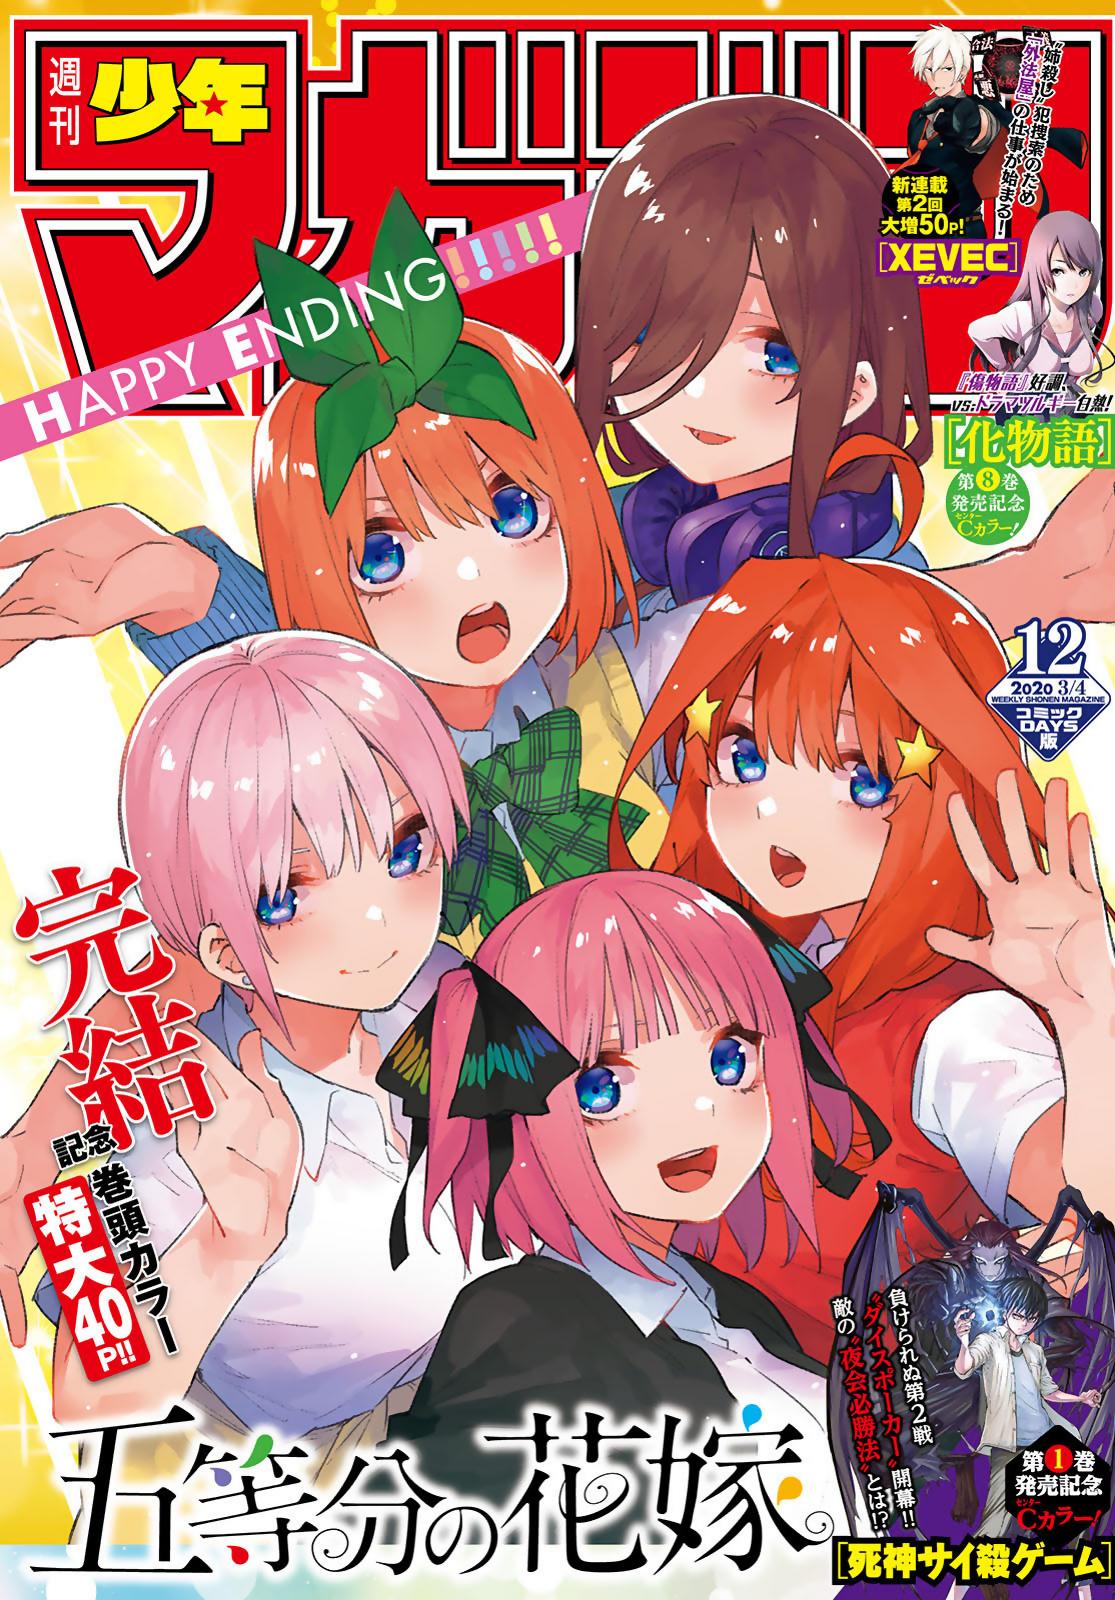 週刊
少年
マガジン
HAPPY ENDING!!!!!
"姉殺し"犯捜索のため
「外法屋」の仕事が始まる!
新連載
第2回
大増50P!
[XEVEC]
ゼベック
『傷物語』好調!
VS.ドラマツルギー白熱!
[化物語]
第8巻
発売記念
センター
Cカラー!
12
2020 3/4
WEEKLY SHONEN MAGAZINE
コミック
DAYS
版
完結
記念
巻頭カラー
特大40P!!
五等分の花嫁
負けられぬ第2戦
"ダイスポーカー"開幕!!
敵の"夜会必勝法"とは!?
第1巻
発売記念
センター
Cカラー!
[死神サイ殺ゲーム]